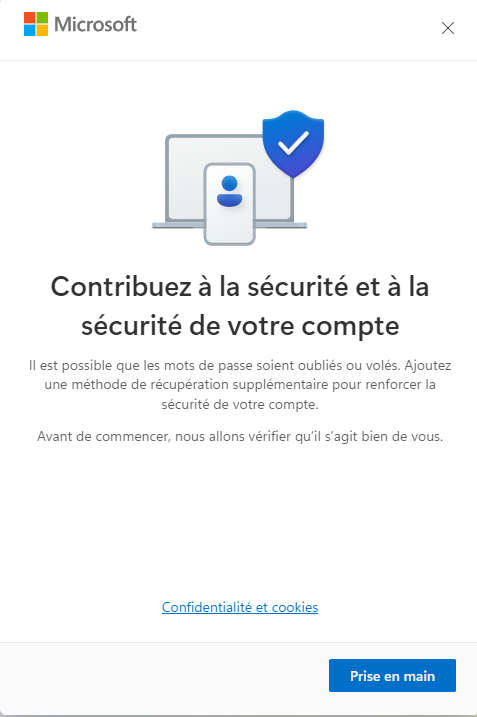 Microsoft
Contribuez à la sécurité et à la
sécurité de votre compte
Il est possible que les mots de passe soient oubliés ou volés. Ajoutez
une méthode de récupération supplémentaire pour renforcer la
sécurité de votre compte.
Avant de commencer, nous allons vérifier qu’il s’agit bien de vous.
Confidentialité et cookies
Prise en main